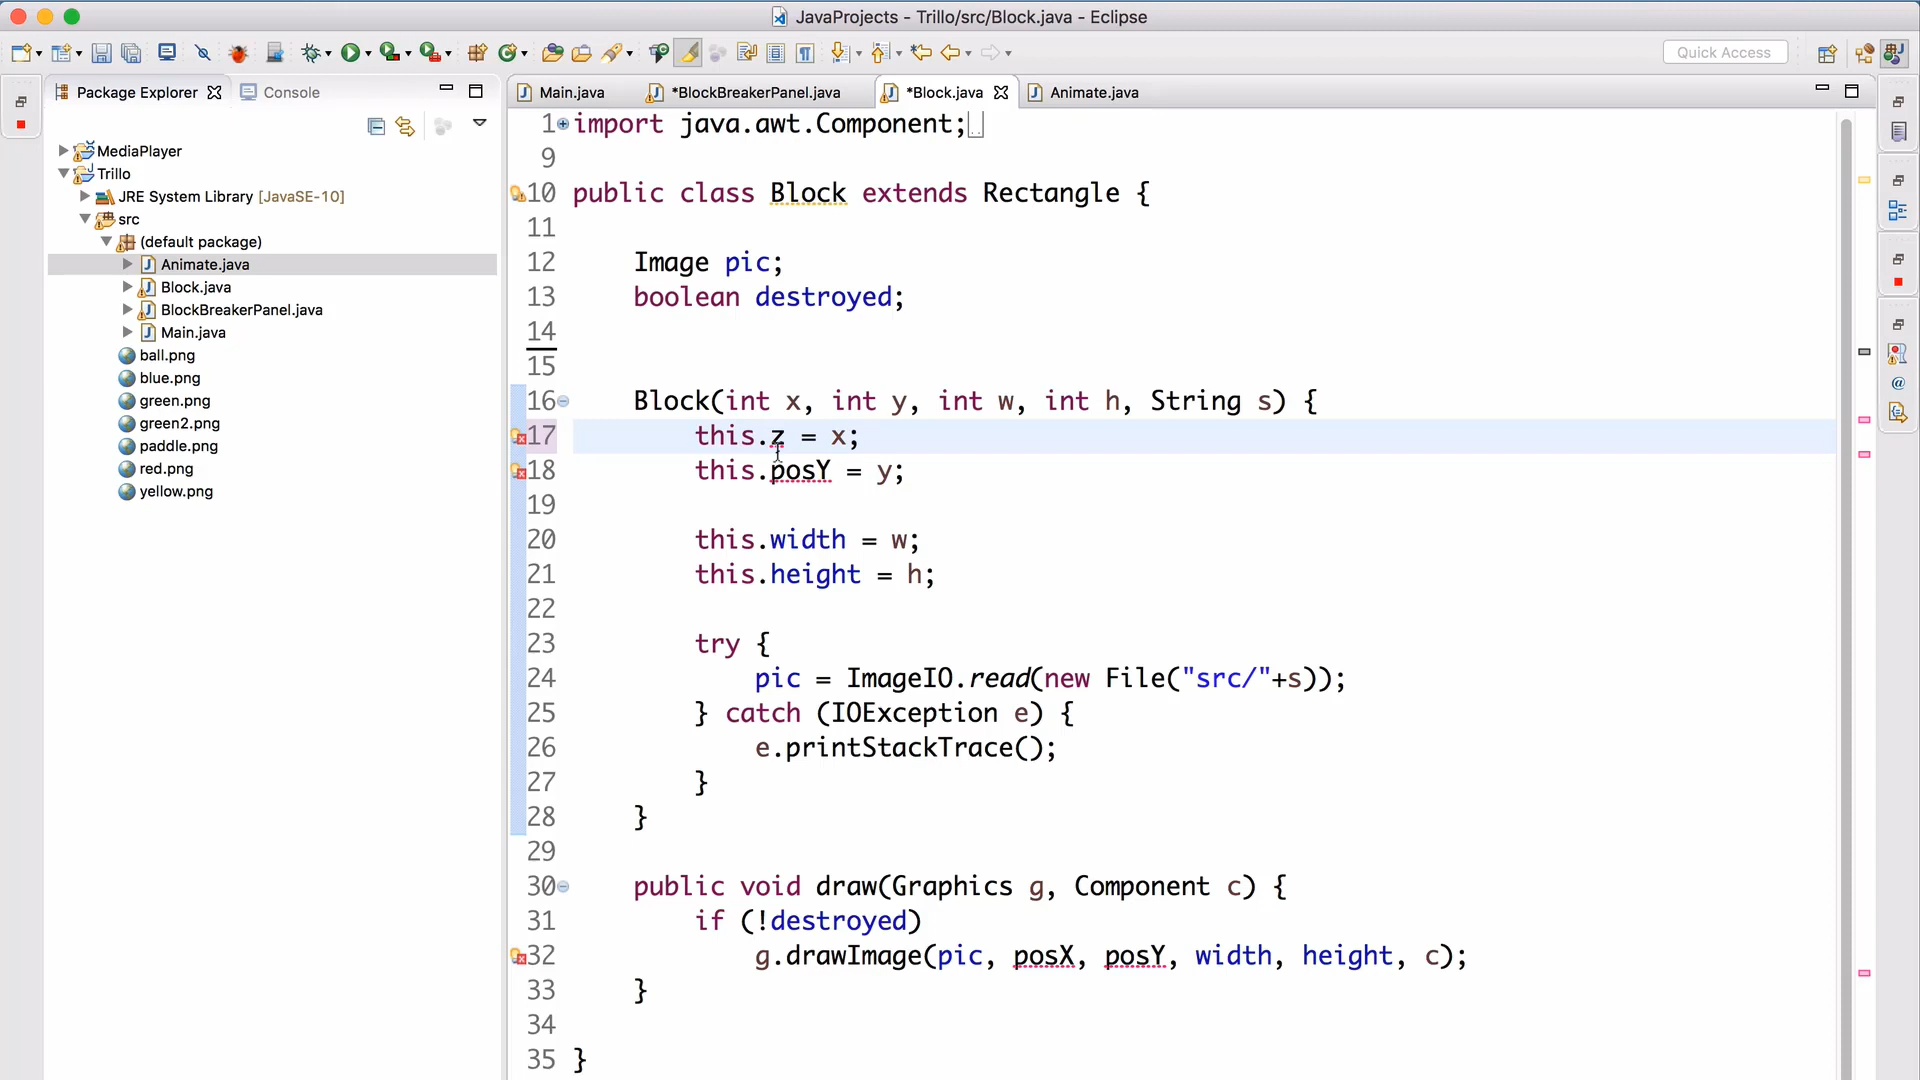 JavaProjects - Trillo/src/Block.java - Eclipse
Quick Access
Package Explorer
Console
MediaPlayer
Trillo
JRE System Library [JavaSE-10]
src
(default package)
Animate.java
Block.java
BlockBreakerPanel.java
Main.java
ball.png
blue.png
green.png
green2.png
paddle.png
red.png
yellow.png
Main.java
*BlockBreakerPanel.java
*Block.java
Animate.java
1 import java.awt.Component;
9
10 public class Block extends Rectangle {
11
12 Image pic;
13 boolean destroyed;
14
15
16 Block(int x, int y, int w, int h, String s) {
17 this.z = x;
18 this.posY = y;
19
20 this.width = w;
21 this.height = h;
22
23 try {
24 pic = ImageIO.read(new File("src/"+s));
25 } catch (IOException e) {
26 e.printStackTrace();
27 }
28 }
29
30 public void draw(Graphics g, Component c) {
31 if (!destroyed)
32 g.drawImage(pic, posX, posY, width, height, c);
33 }
34
35 }